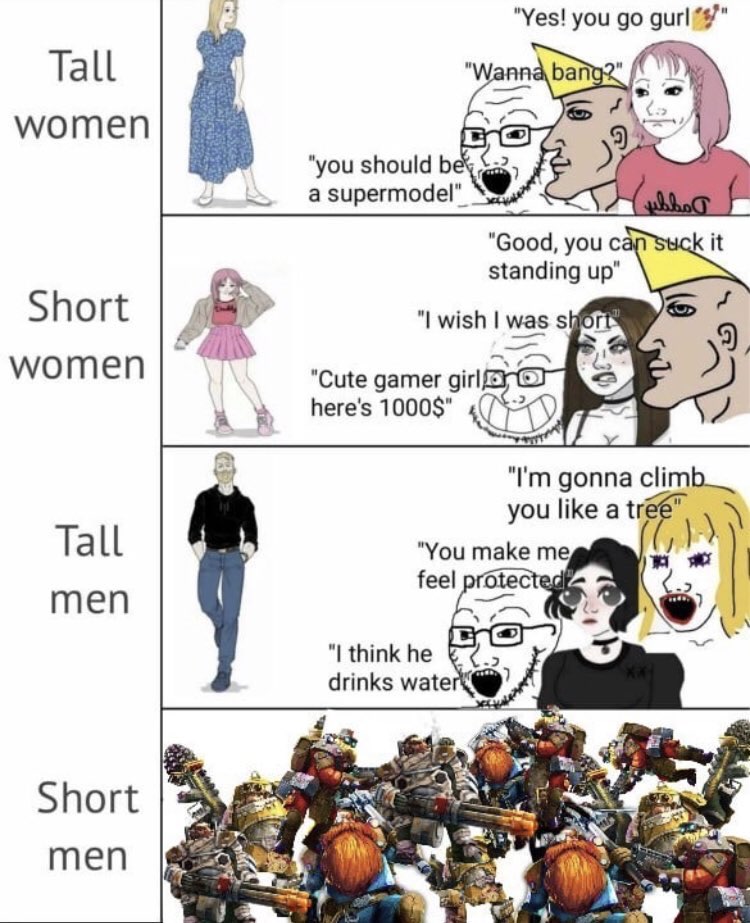 Tall
women
"Yes! you go gurl💅"
"Wanna bang?"
"you should be
a supermodel"
Daddy
Short
women
"Good, you can suck it
standing up"
"I wish I was short"
"Cute gamer girl,
here's 1000$"
Daddy
Tall
men
"I'm gonna climb
you like a tree"
"You make me
feel protected"
"I think he
drinks water"
Short
men